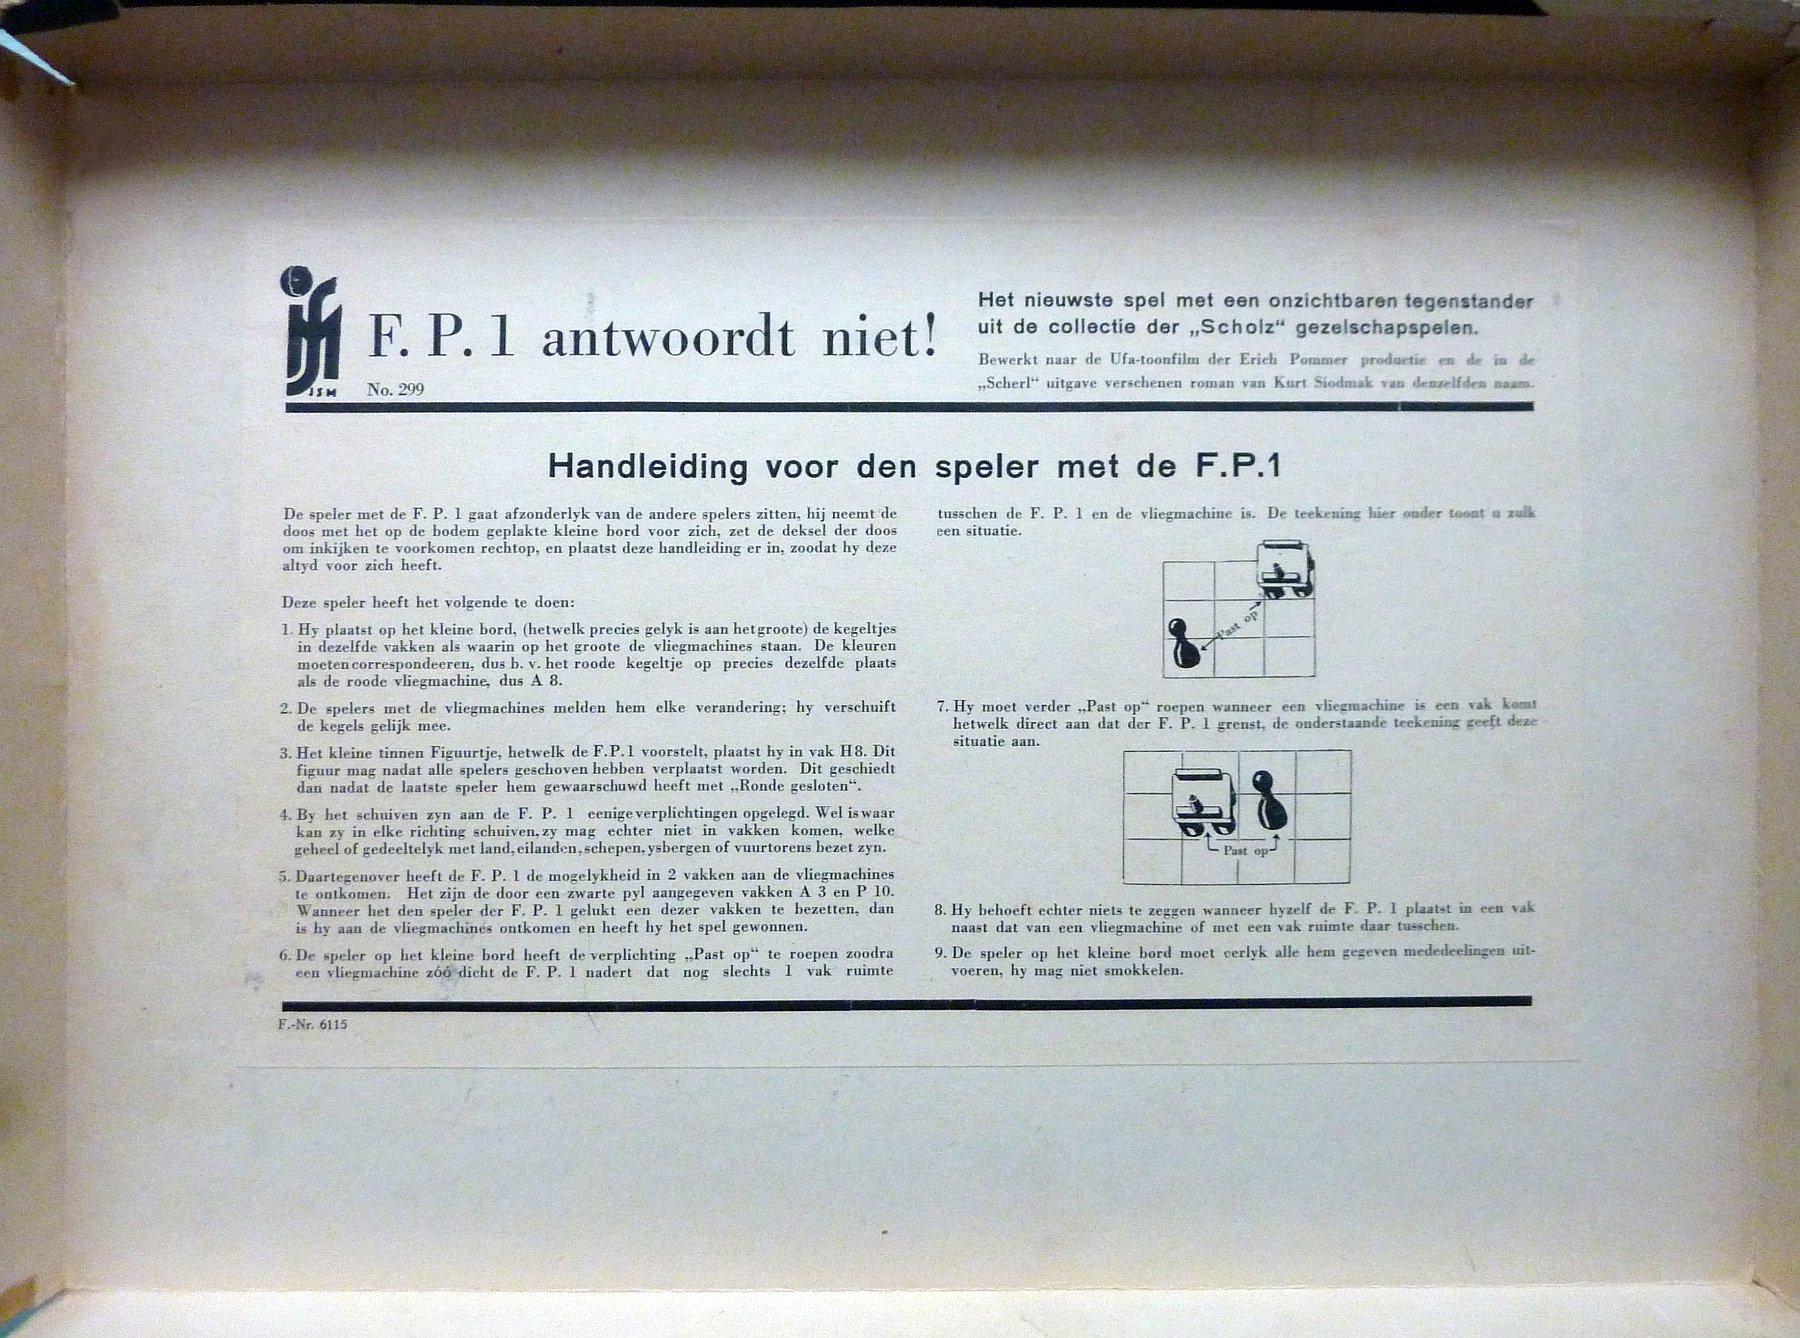 JSM
F. P. 1 antwoordt niet!
No. 299
Het nieuwste spel met een onzichtbaren tegenstander
uit de collectie der „Scholz“ gezelschapspelen.
Bewerkt naar de Ufa-toonfilm der Erich Pommer productie en de in de
„Scherl“ uitgave verschenen roman van Kurt Siodmak van denzelfden naam.
Handleiding voor den speler met de F.P.1
De speler met de F. P. 1 gaat afzonderlyk van de andere spelers zitten, hij neemt de
doos met het op de bodem geplakte kleine bord voor zich, zet de deksel der doos
om inkijken te voorkomen rechtop, en plaatst deze handleiding er in, zoodat hy deze
altyd voor zich heeft.
Deze speler heeft het volgende te doen:
1. Hy plaatst op het kleine bord, (hetwelk precies gelyk is aan het groote) de kegeltjes
in dezelfde vakken als waarin op het groote de vliegmachines staan. De kleuren
moeten correspondeeren, dus b. v. het roode kegeltje op precies dezelfde plaats
als de roode vliegmachine, dus A 8.
2. De spelers met de vliegmachines melden hem elke verandering; hy verschuift
de kegels gelijk mee.
3. Het kleine tinnen Figuurtje, hetwelk de F.P.1 voorstelt, plaatst hy in vak H8. Dit
figuur mag nadat alle spelers geschoven hebben verplaatst worden. Dit geschiedt
dan nadat de laatste speler hem gewaarschuwd heeft met „Ronde gesloten“.
4. By het schuiven zyn aan de F. P. 1 eenige verplichtingen opgelegd. Wel is waar
kan zy in elke richting schuiven, zy mag echter niet in vakken komen, welke
geheel of gedeeltelyk met land, eilanden, schepen, ysbergen of vuurtorens bezet zyn.
5. Daartegenover heeft de F. P. 1 de mogelykheid in 2 vakken aan de vliegmachines
te ontkomen. Het zijn de door een zwarte pyl aangegeven vakken A 3 en P 10.
Wanneer het den speler der F. P. 1 gelukt een dezer vakken te bezetten, dan
is hy aan de vliegmachines ontkomen en heeft hy het spel gewonnen.
6. De speler op het kleine bord heeft de verplichting „Past op“ te roepen zoodra
een vliegmachine zóó dicht de F. P. 1 nadert dat nog slechts 1 vak ruimte
tusschen de F. P. 1 en de vliegmachine is. De teekening hier onder toont u zulk
een situatie.
Past op
7. Hy moet verder „Past op“ roepen wanneer een vliegmachine is een vak komt
hetwelk direct aan dat der F. P. 1 grenst, de onderstaande teekening geeft deze
situatie aan.
Past op
8. Hy behoeft echter niets te zeggen wanneer hyzelf de F. P. 1 plaatst in een vak
naast dat van een vliegmachine of met een vak ruimte daar tusschen.
9. De speler op het kleine bord moet eerlyk alle hem gegeven mededeelingen uit-
voeren, hy mag niet smokkelen.
F.-Nr. 6115